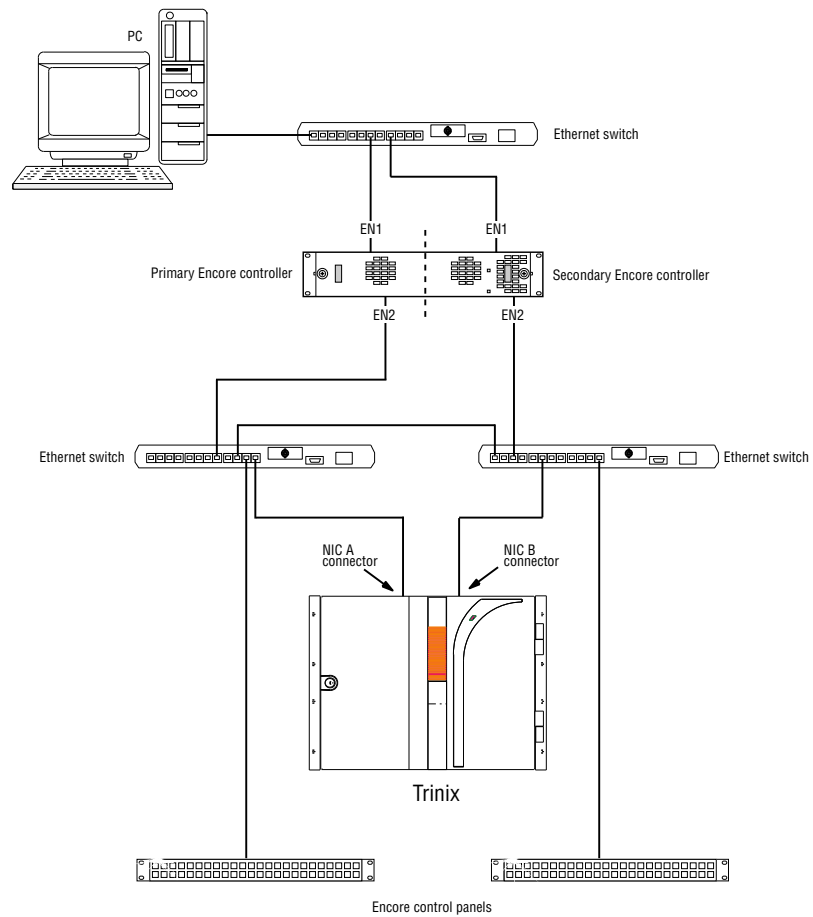 PC
Ethernet switch
EN1
EN1
Primary Encore controller
Secondary Encore controller
EN2
EN2
Ethernet switch
Ethernet switch
NIC A
connector
NIC B
connector
Trinix
Encore control panels